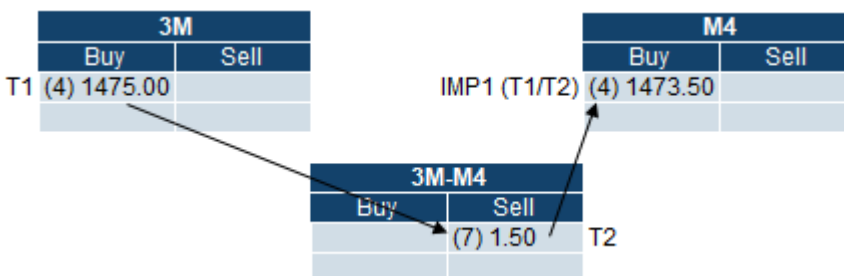 3M M4
Buy Sell Buy Sell
T1 (4) 1475.00 IMP1 (T1/T2) (4) 1473.50
3M-M4
Buy Sell
(7) 1.50 T2